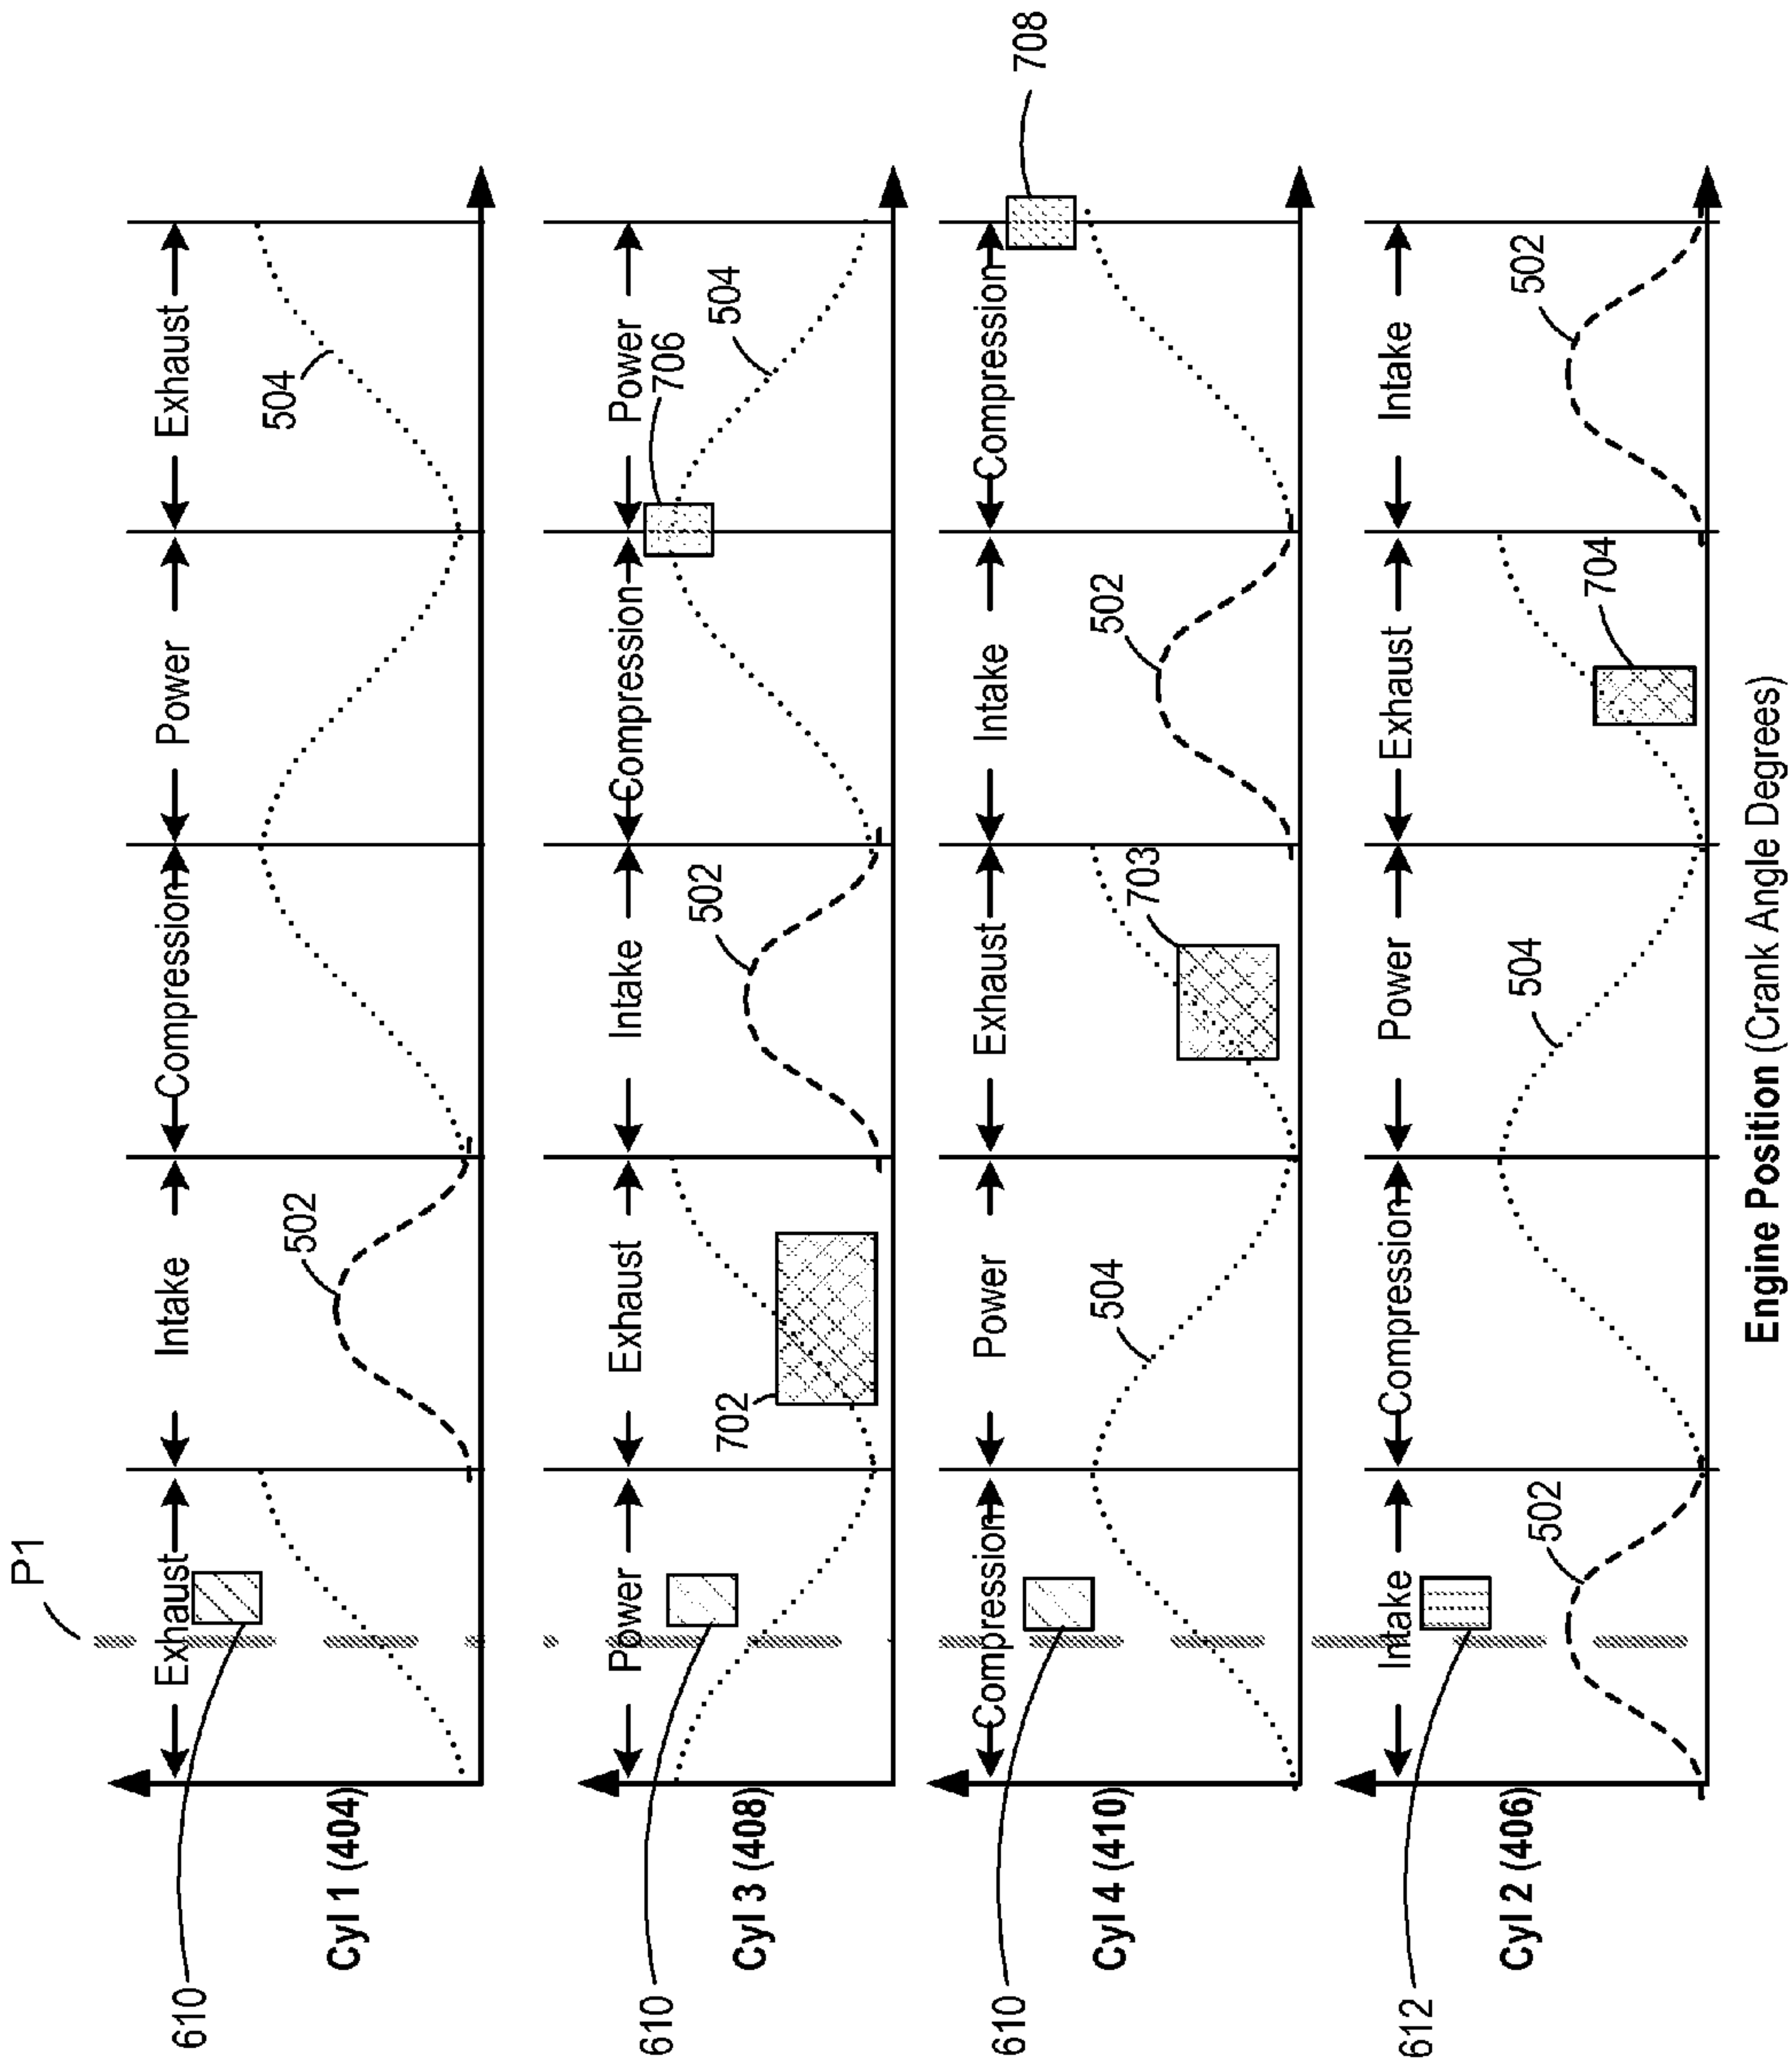 P1
Exhaust Intake Compression Power Exhaust
610
502
504
Cyl 1 (404)
Power Exhaust Intake Compression Power
610
702
502
706
504
Cyl 3 (408)
Compression Power Exhaust Intake Compression
610
504
703
502
708
Cyl 4 (410)
Intake Compression Power Exhaust Intake
612
502
504
704
502
Cyl 2 (406)
Engine Position (Crank Angle Degrees)